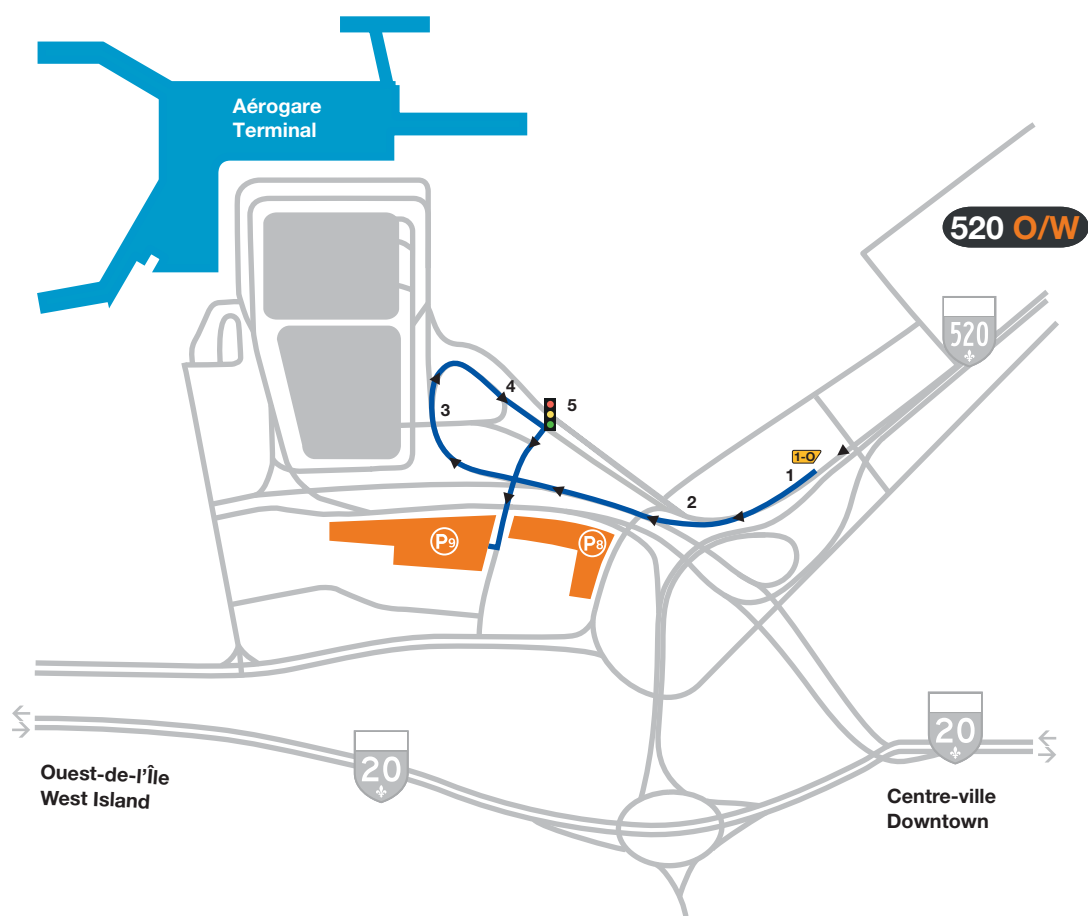 Aérogare
Terminal
520 O/W
520
4
5
3
1-O
1
2
P9
P8
20
20
Ouest-de-l'Île
West Island
Centre-ville
Downtown